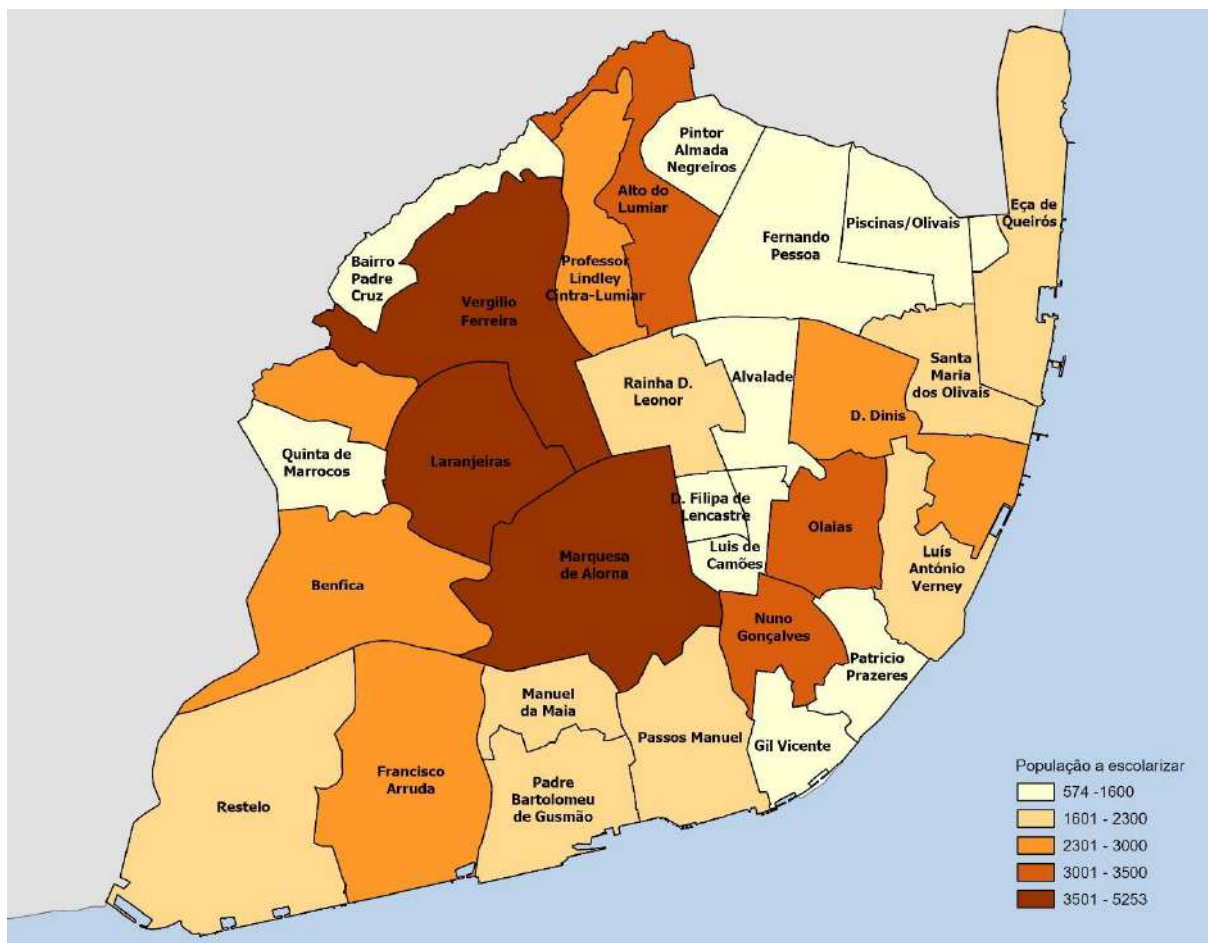 Pintor
Almada
Negreiros
Alto do
Lumiar
Eça de
Queirós
Piscinas/Olivais
Fernando
Pessoa
Bairro
Padre
Cruz
Professor
Lindley
Cintra-Lumiar
Vergilio
Ferreira
Rainha D.
Leonor
Alvalade
Santa
Maria
dos Olivais
D. Dinis
Quinta de
Marrocos
Laranjeiras
D. Filipa de
Lencastre
Olaias
Luis de
Camões
Luís
António
Verney
Marquesa
de Alorna
Benfica
Nuno
Gonçalves
Patricio
Prazeres
Manuel
da Maia
Passos Manuel
Gil Vicente
Francisco
Arruda
Padre
Bartolomeu
de Gusmão
Restelo
População a escolarizar
574 -1600
1601 - 2300
2301 - 3000
3001 - 3500
3501 - 5253